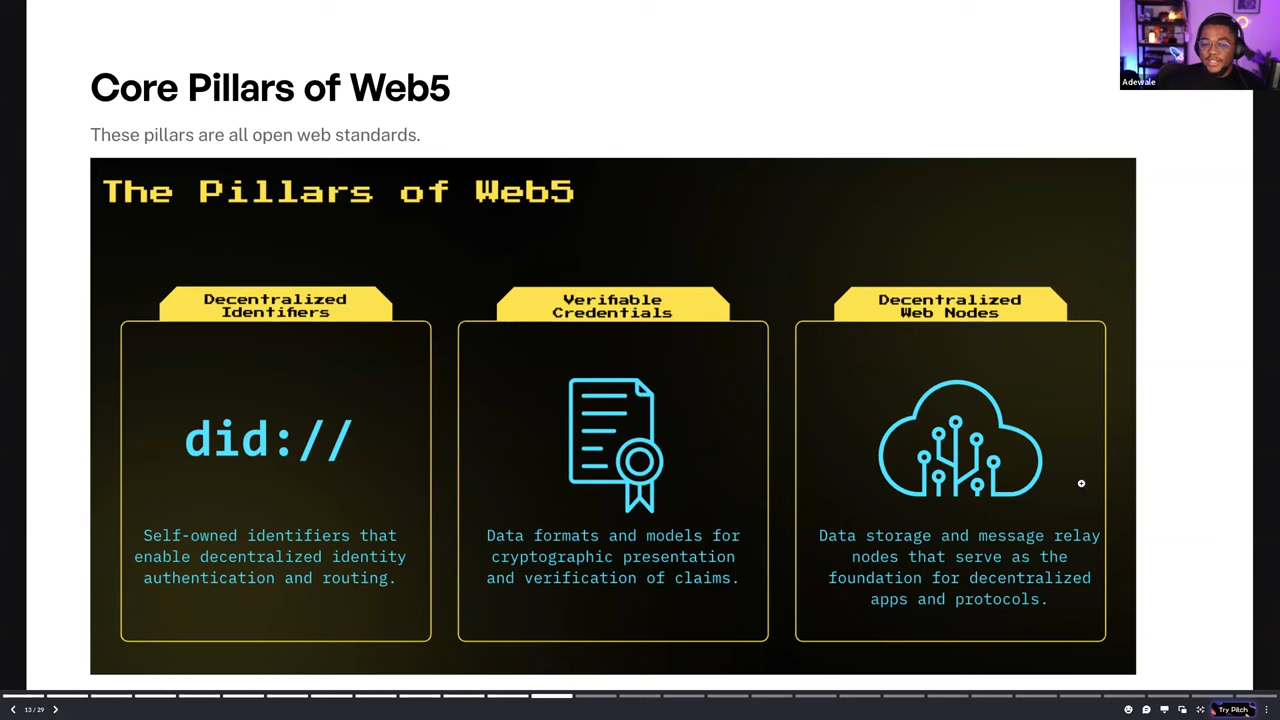 Core Pillars of Web5
These pillars are all open web standards.
The Pillars of Web5
Decentralized
Identifiers
did://
Self-owned identifiers that
enable decentralized identity
authentication and routing.
Verifiable
Credentials
Data formats and models for
cryptographic presentation
and verification of claims.
Decentralized
Web Nodes
Data storage and message relay
nodes that serve as the
foundation for decentralized
apps and protocols.
Adewale
13 / 29
Try Pitch